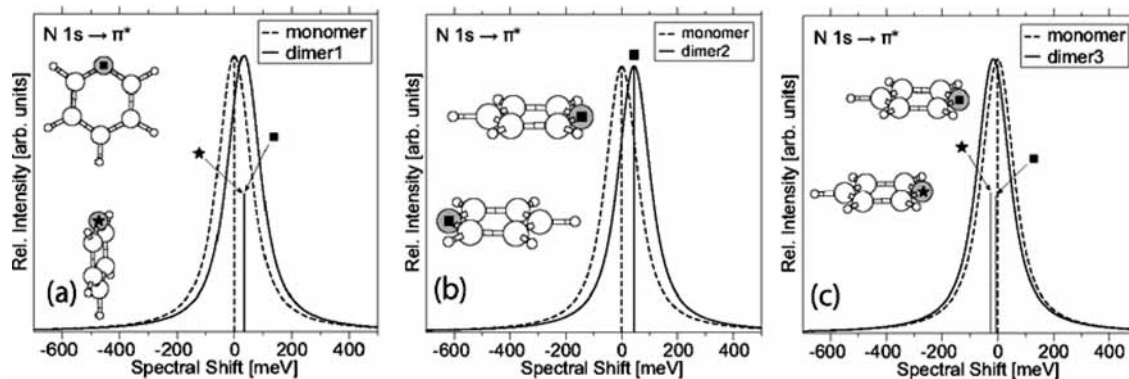 N 1s → π*
monomer
dimer1
Rel. Intensity [arb. units]
(a)
-600 -400 -200 0 200 400
Spectral Shift [meV]
N 1s → π*
monomer
dimer2
Rel. Intensity [arb. units]
(b)
-600 -400 -200 0 200 400
Spectral Shift [meV]
N 1s → π*
monomer
dimer3
Rel. Intensity [arb. units]
(c)
-600 -400 -200 0 200 400
Spectral Shift [meV]